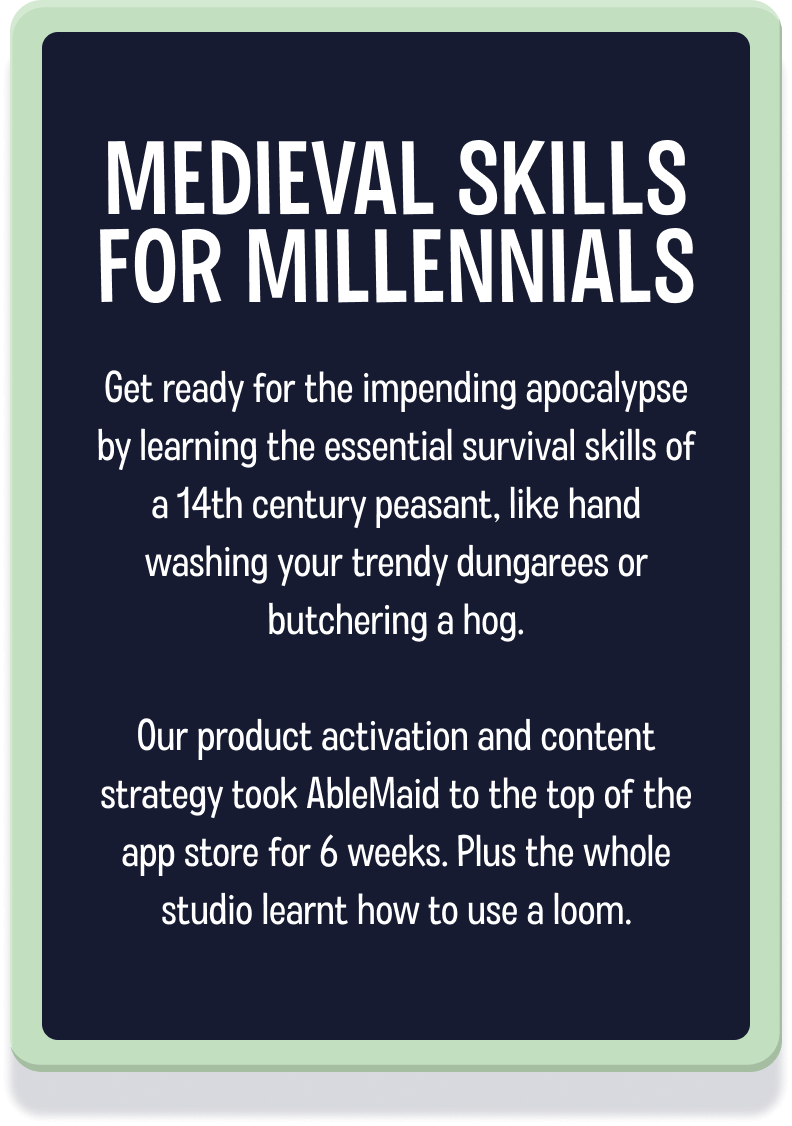 MEDIEVAL SKILLS
FOR MILLENNIALS
Get ready for the impending apocalypse
by learning the essential survival skills of
a 14th century peasant, like hand
washing your trendy dungarees or
butchering a hog.
Our product activation and content
strategy took AbleMaid to the top of the
app store for 6 weeks. Plus the whole
studio learnt how to use a loom.